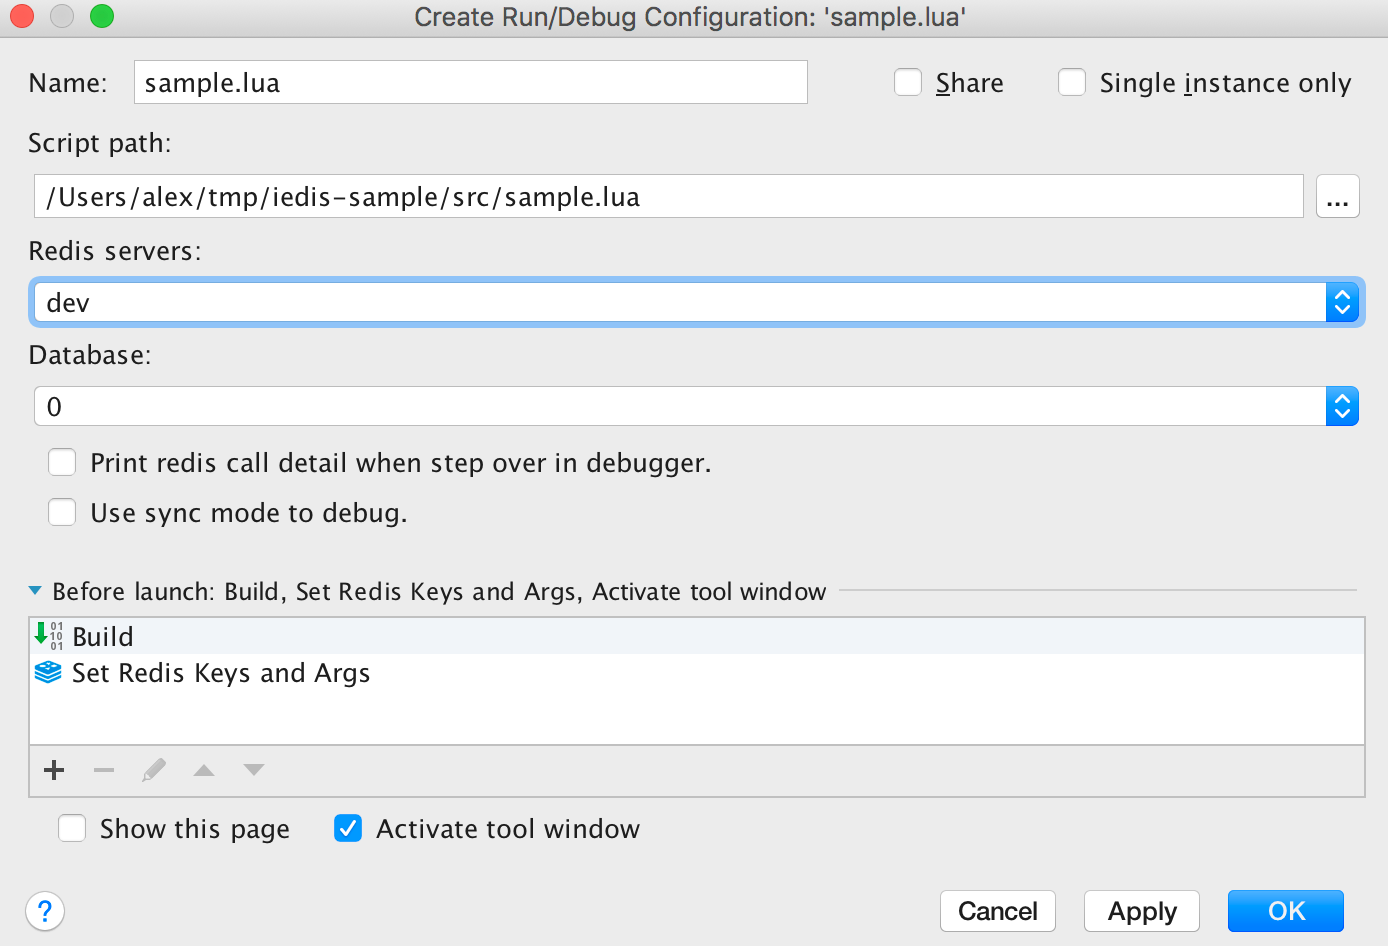 Create Run/Debug Configuration: 'sample.lua'
Name: sample.lua Share Single instance only
Script path:
/Users/alex/tmp/iedis-sample/src/sample.lua ...
Redis servers:
dev
Database:
0
Print redis call detail when step over in debugger.
Use sync mode to debug.
Before launch: Build, Set Redis Keys and Args, Activate tool window
01
10
01
Build
Set Redis Keys and Args
Show this page Activate tool window
? Cancel Apply OK